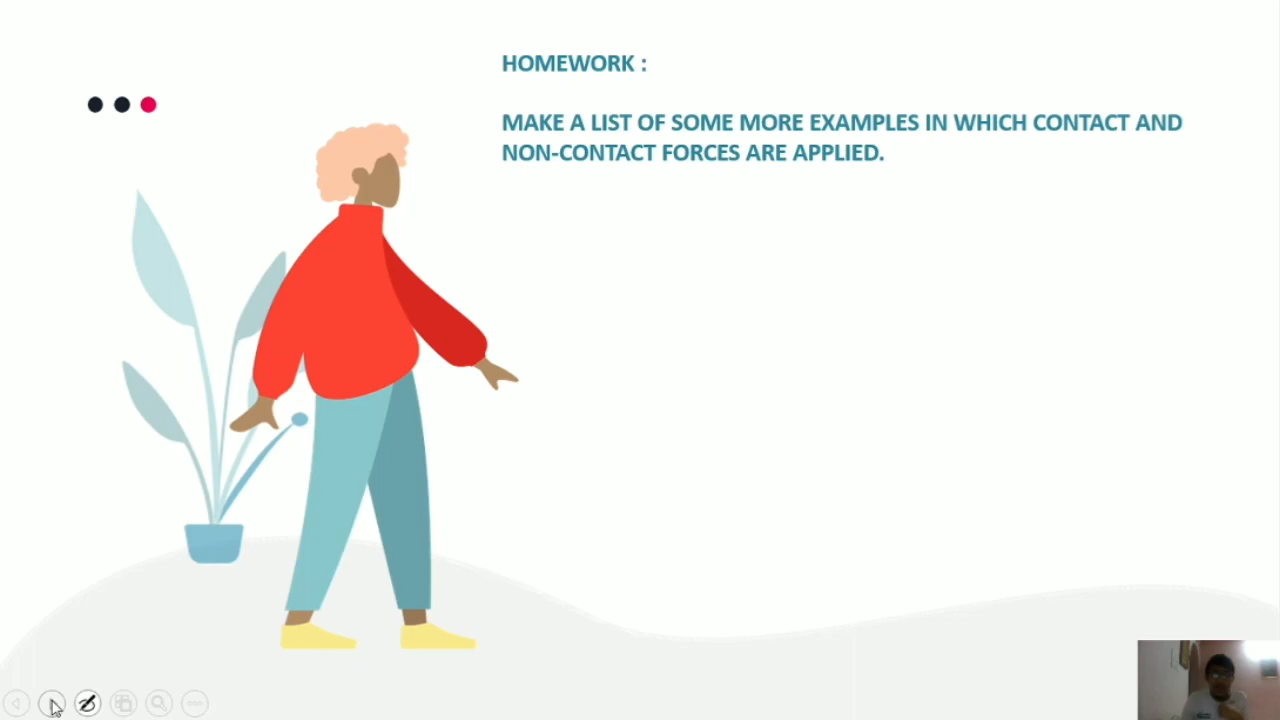 HOMEWORK :
MAKE A LIST OF SOME MORE EXAMPLES IN WHICH CONTACT AND
NON-CONTACT FORCES ARE APPLIED.